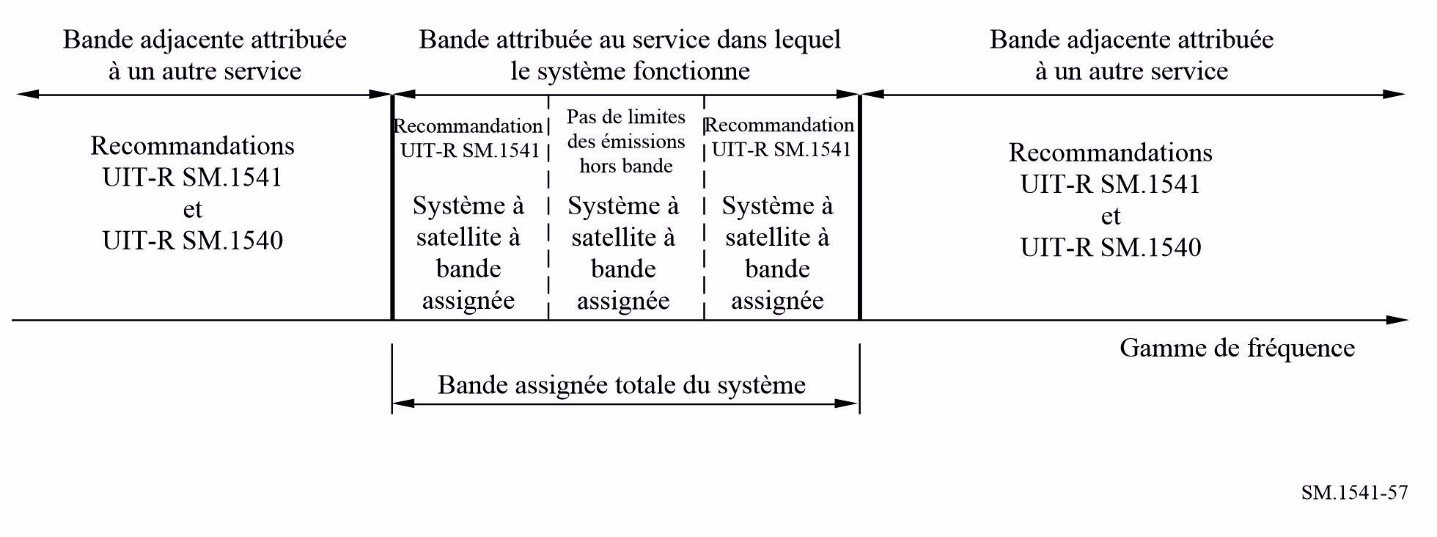 Bande adjacente attribuée
à un autre service
Bande attribuée au service dans lequel
le système fonctionne
Bande adjacente attribuée
à un autre service
Recommandations
UIT-R SM.1541
et
UIT-R SM.1540
Recommandation
UIT-R SM.1541
Système à
satellite à
bande
assignée
Pas de limites
des émissions
hors bande
Système à
satellite à
bande
assignée
Recommandation
UIT-R SM.1541
Système à
satellite à
bande
assignée
Recommandations
UIT-R SM.1541
et
UIT-R SM.1540
Gamme de fréquence
Bande assignée totale du système
SM.1541-57